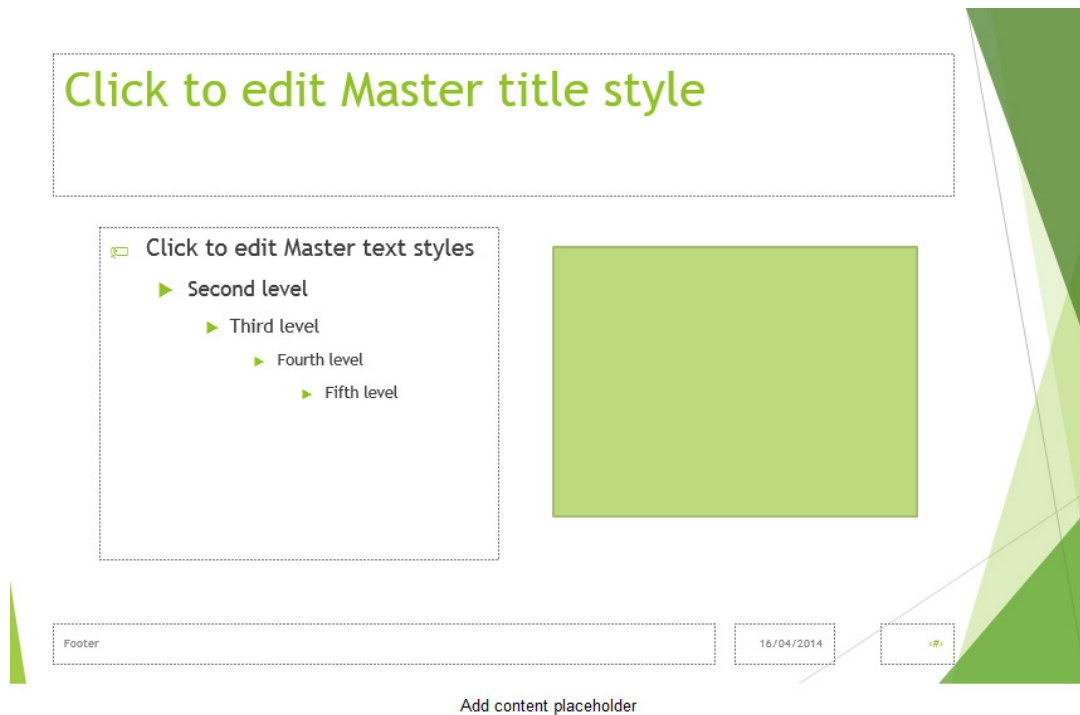 Click to edit Master title style
Click to edit Master text styles
Second level
Third level
Fourth level
Fifth level
Footer
16/04/2014
‹#›
Add content placeholder